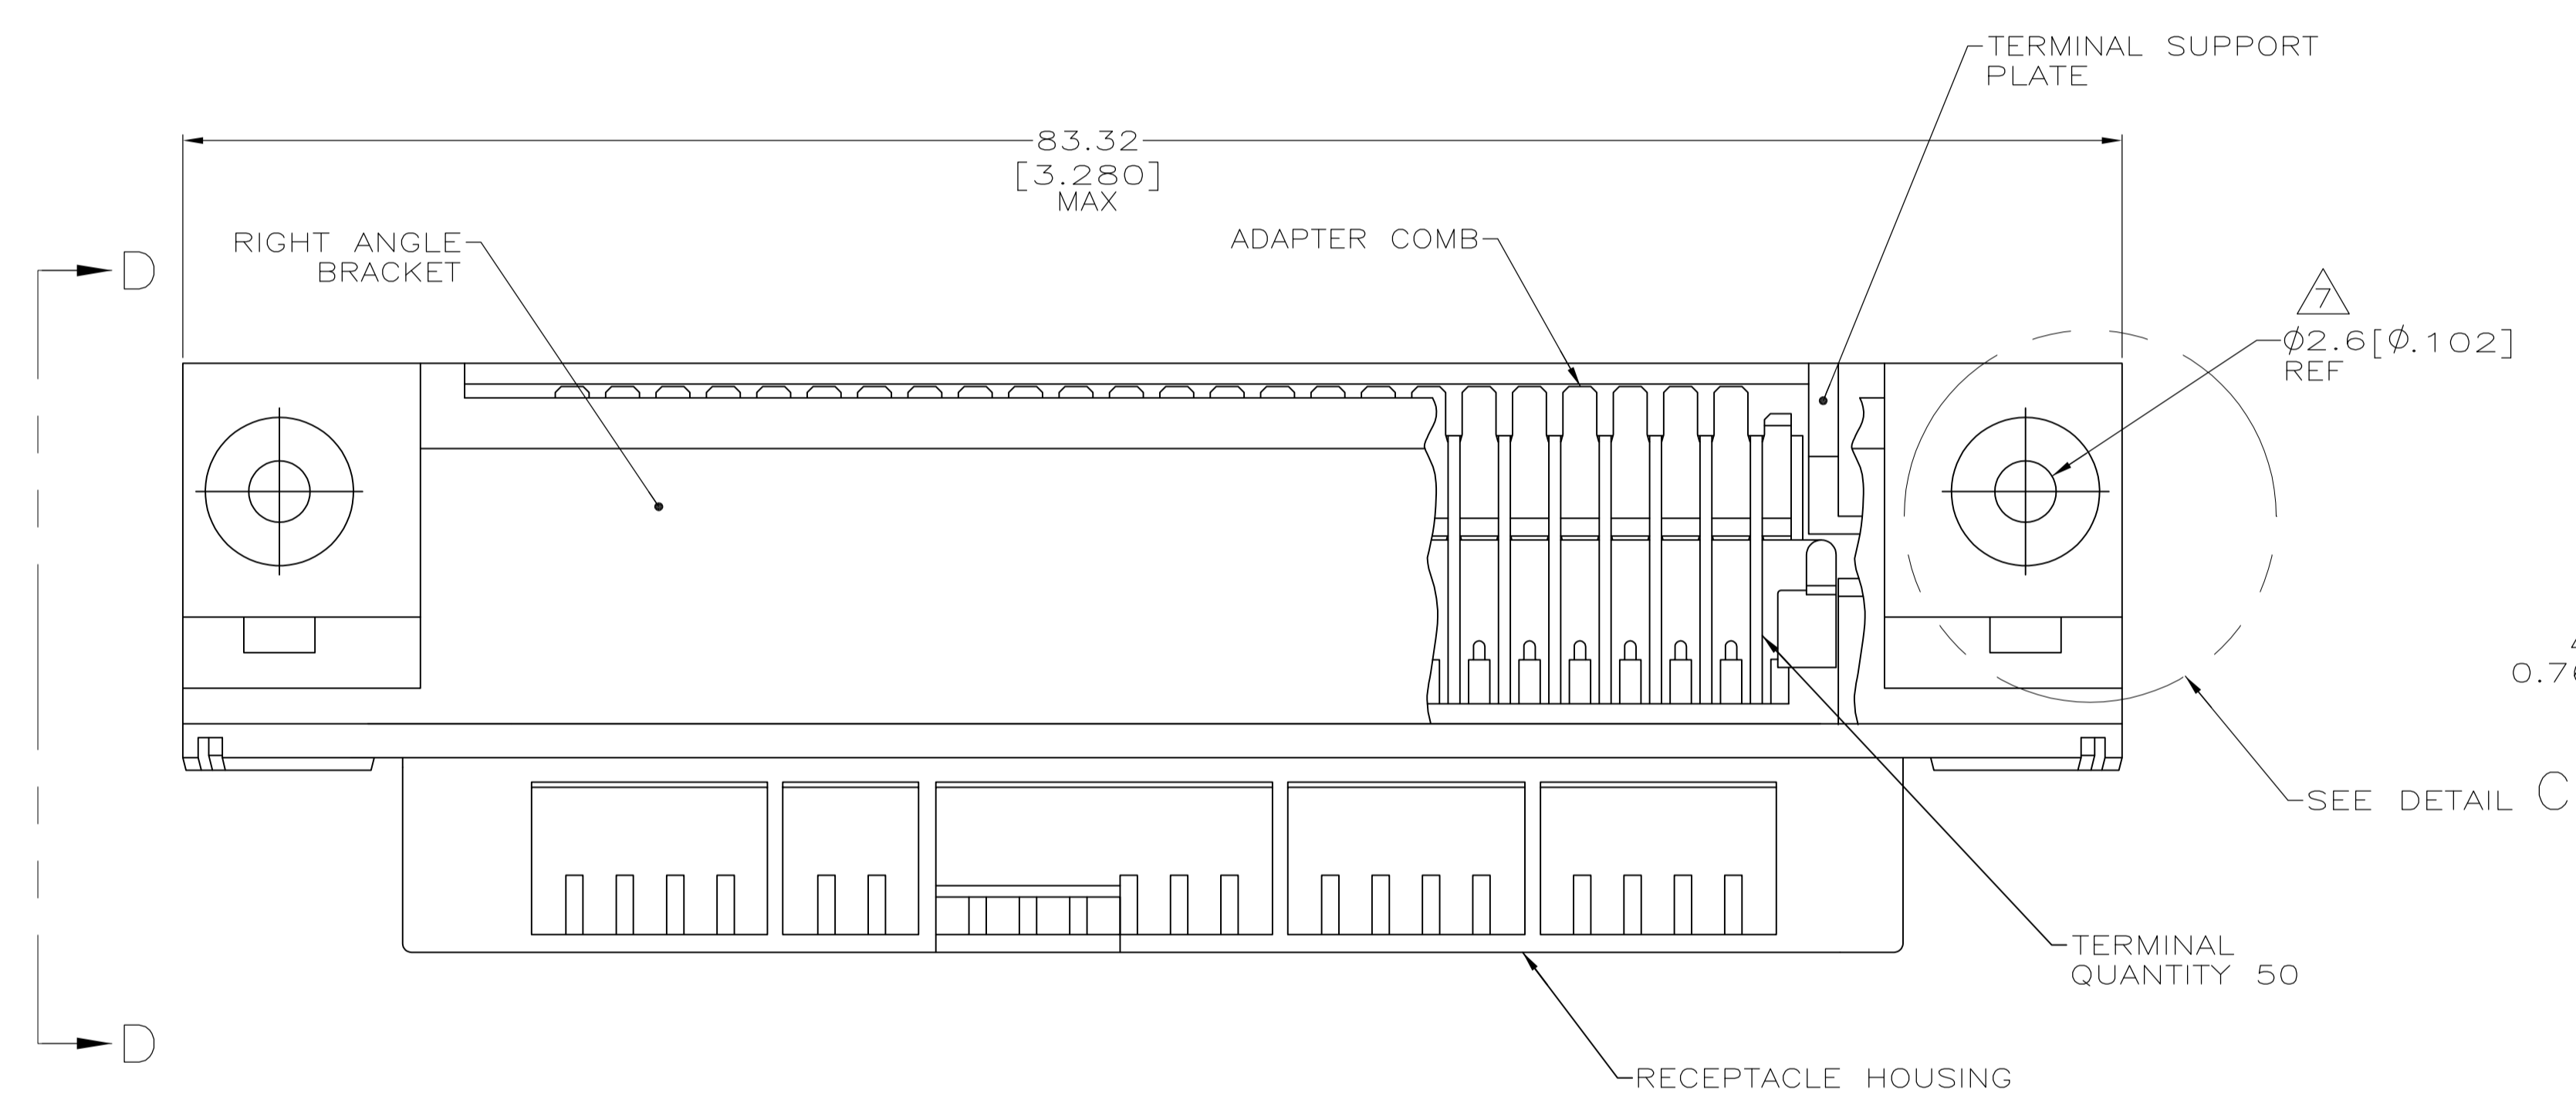 TERMINAL SUPPORT
PLATE
83.32
[3.280]
MAX
RIGHT ANGLE
BRACKET
ADAPTER COMB
D
7
Ø2.6[Ø.102]
REF
SEE DETAIL C
TERMINAL
QUANTITY 50
D
RECEPTACLE HOUSING